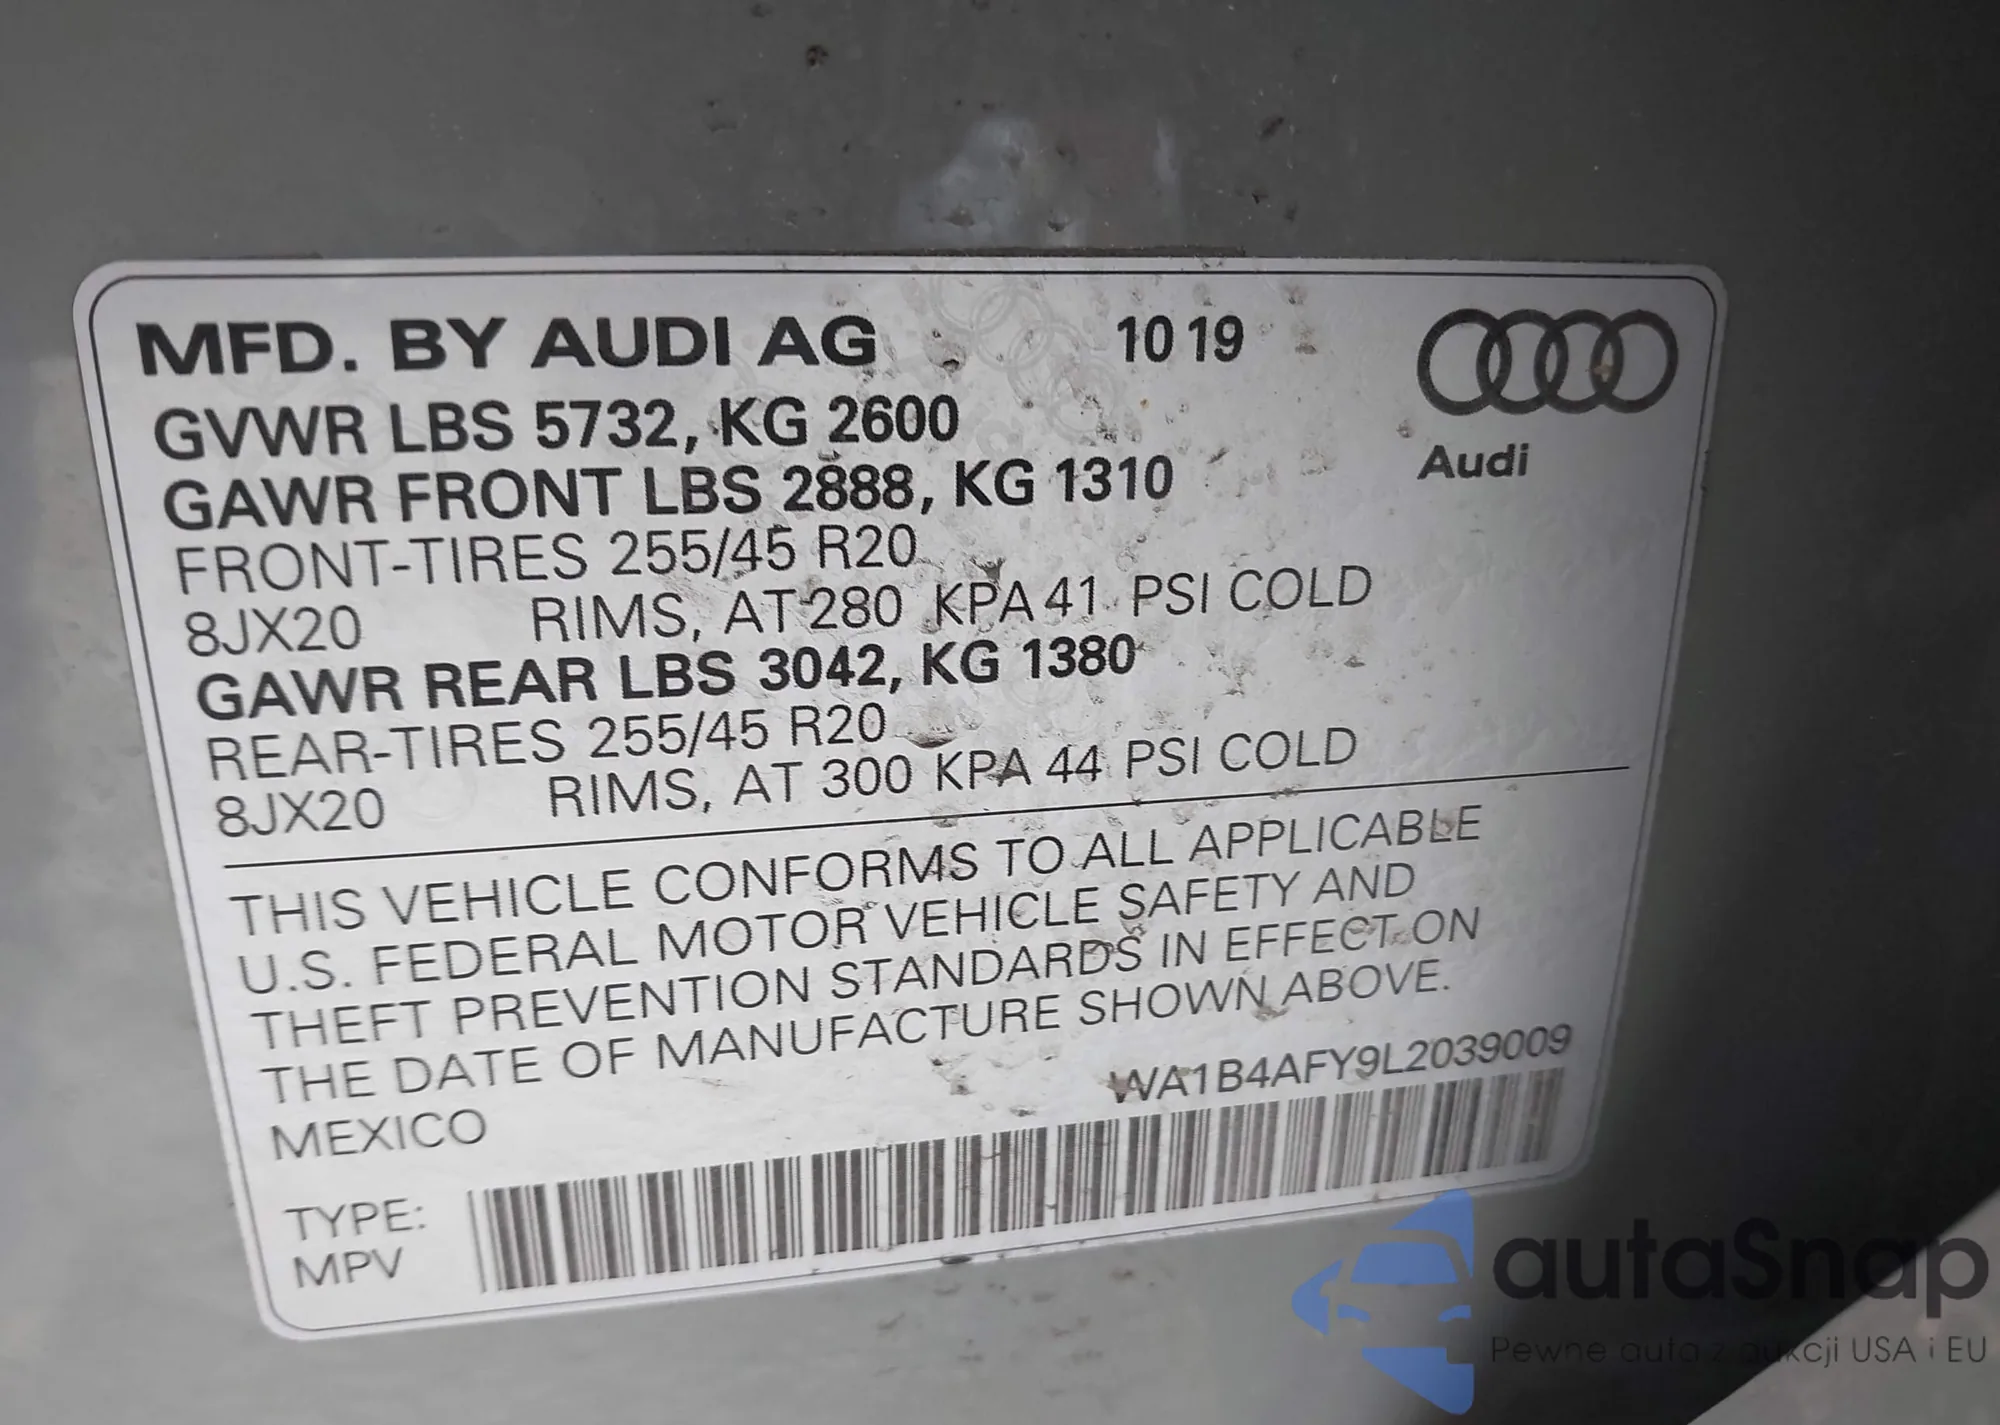 MFD. BY AUDI AG 10 19
GVWR LBS 5732, KG 2600
Audi
GAWR FRONT LBS 2888, KG 1310
FRONT-TIRES 255/45 R20
8JX20 RIMS, AT 280 KPA 41 PSI COLD
GAWR REAR LBS 3042, KG 1380
REAR-TIRES 255/45 R20
8JX20 RIMS, AT 300 KPA 44 PSI COLD
THIS VEHICLE CONFORMS TO ALL APPLICABLE
U.S. FEDERAL MOTOR VEHICLE SAFETY AND
THEFT PREVENTION STANDARDS IN EFFECT ON
THE DATE OF MANUFACTURE SHOWN ABOVE.
MEXICO WA1B4AFY9L2039009
TYPE:
MPV
autaSnap
Pewne auta z aukcji USA i EU